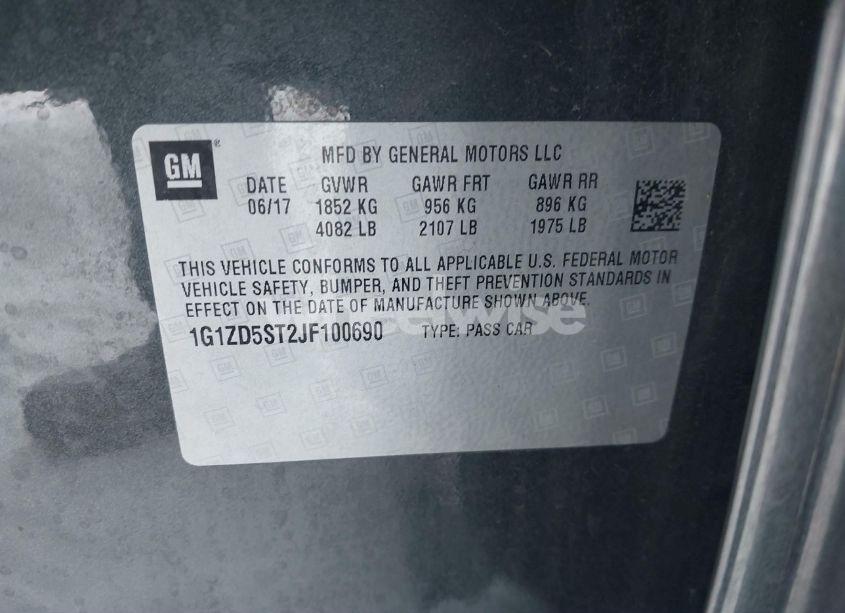 GM
MFD BY GENERAL MOTORS LLC
DATE GVWR GAWR FRT GAWR RR
06/17 1852 KG 956 KG 896 KG
4082 LB 2107 LB 1975 LB
THIS VEHICLE CONFORMS TO ALL APPLICABLE U.S. FEDERAL MOTOR
VEHICLE SAFETY, BUMPER, AND THEFT PREVENTION STANDARDS IN
EFFECT ON THE DATE OF MANUFACTURE SHOWN ABOVE.
1G1ZD5ST2JF100690 TYPE: PASS CAR